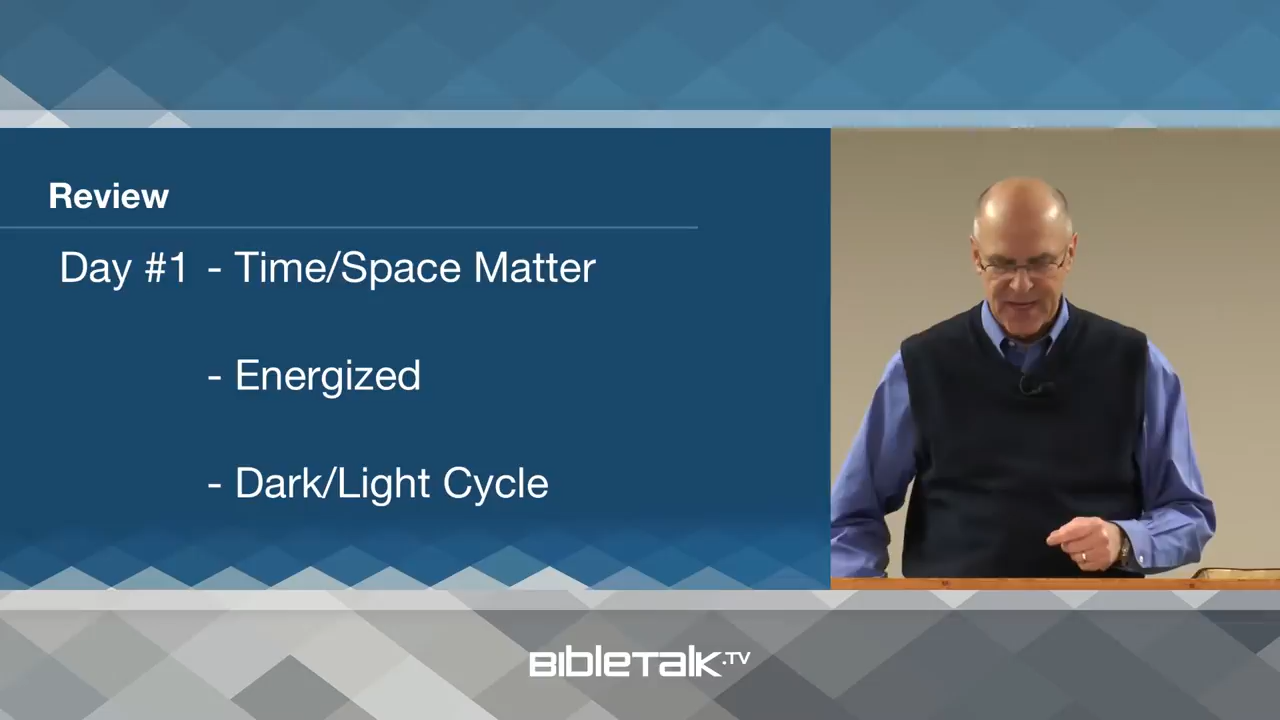 Review
Day #1 - Time/Space Matter
- Energized
- Dark/Light Cycle
BIBLETALK.TV